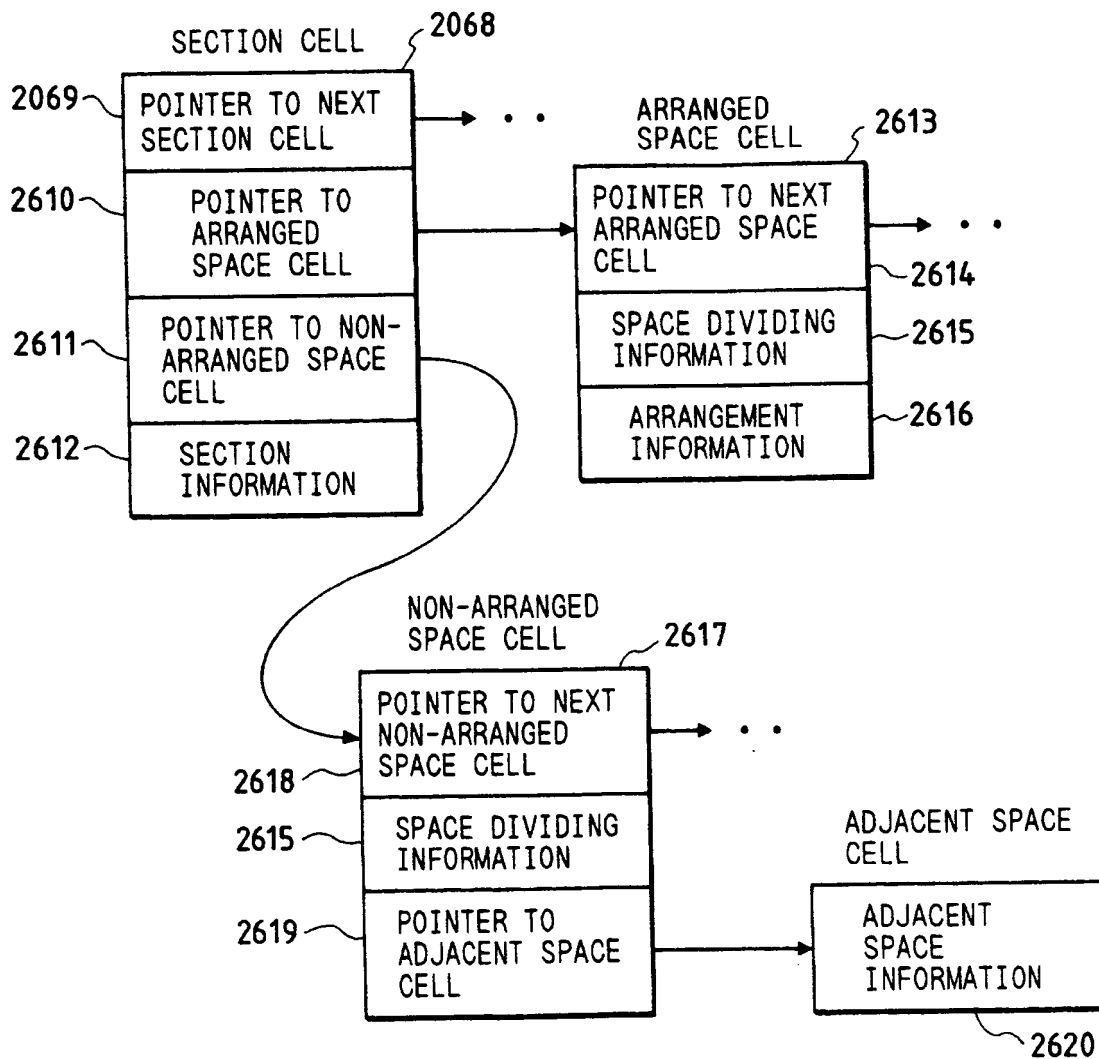 SECTION CELL
2068
2069
POINTER TO NEXT
SECTION CELL
2610
POINTER TO
ARRANGED
SPACE CELL
2611
POINTER TO NON-
ARRANGED SPACE
CELL
2612
SECTION
INFORMATION
ARRANGED
SPACE CELL
2613
POINTER TO NEXT
ARRANGED SPACE
CELL
2614
SPACE DIVIDING
INFORMATION
2615
ARRANGEMENT
INFORMATION
2616
NON-ARRANGED
SPACE CELL
2617
POINTER TO NEXT
NON-ARRANGED
SPACE CELL
2618
2615
SPACE DIVIDING
INFORMATION
2619
POINTER TO
ADJACENT SPACE
CELL
ADJACENT SPACE
CELL
ADJACENT
SPACE
INFORMATION
2620